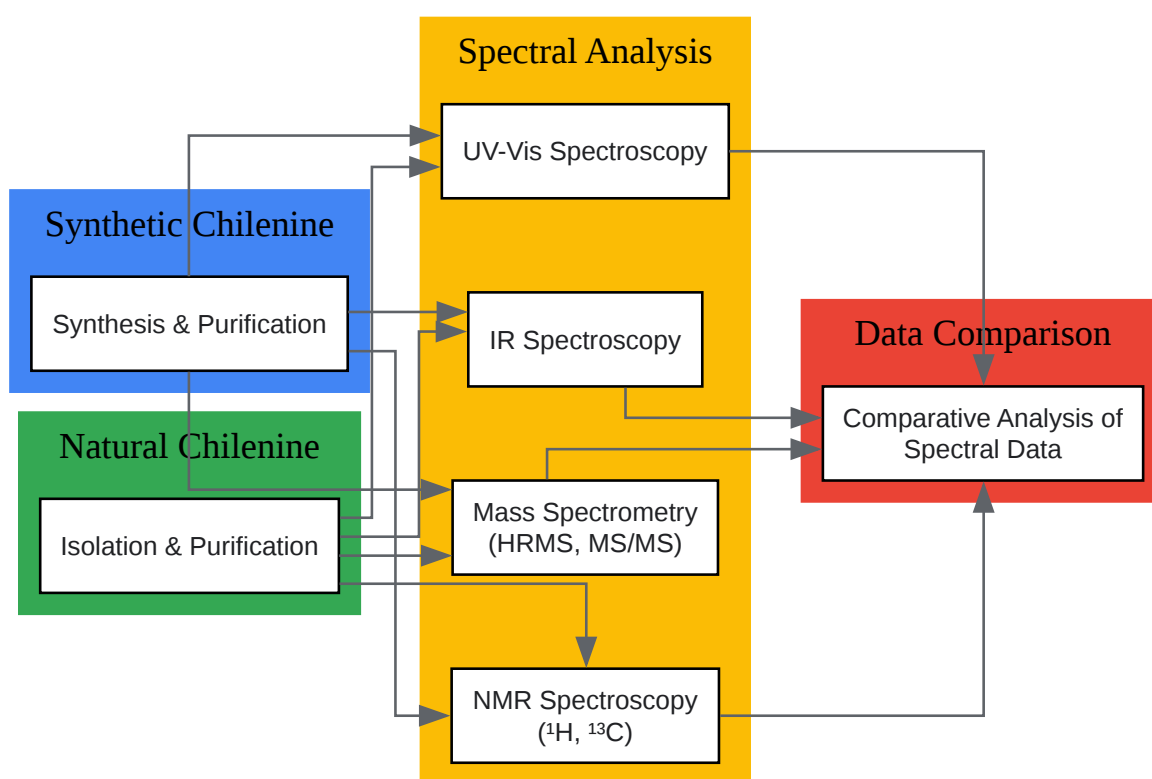 Synthetic Chilenine
Synthesis & Purification
Natural Chilenine
Isolation & Purification
Spectral Analysis
UV-Vis Spectroscopy
IR Spectroscopy
Mass Spectrometry
(HRMS, MS/MS)
NMR Spectroscopy
(¹H, ¹³C)
Data Comparison
Comparative Analysis of
Spectral Data